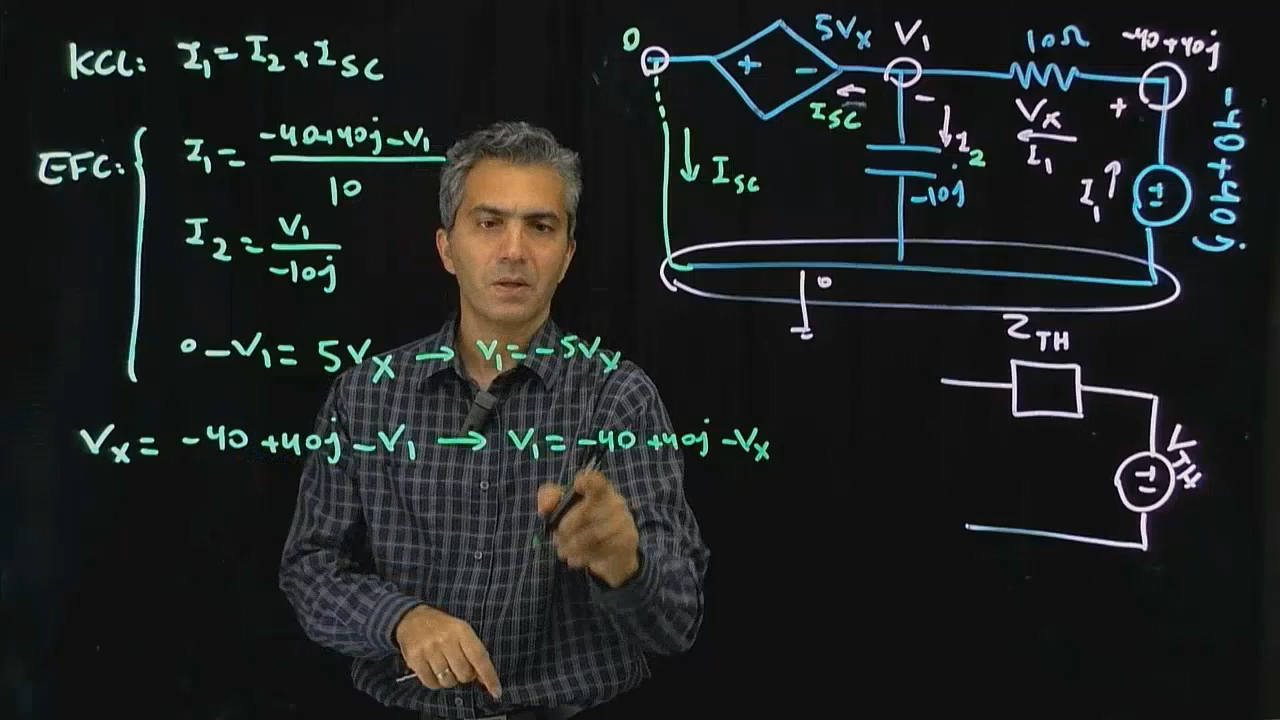 KCL: I1 = I2 + ISC
EFC: { I1 = (-40+40j-V1) / 10
I2 = V1 / -10j
0 - V1 = 5VX → V1 = -5VX
VX = -40 + 40j - V1 → V1 = -40 + 40j - VX
0
+ -
5VX
V1
10Ω
-40+40j
ISC
-
I2
VX
I1
+
-40+40j
ISC
-10j
I1
+ -
0
ZTH
+ -
VTH